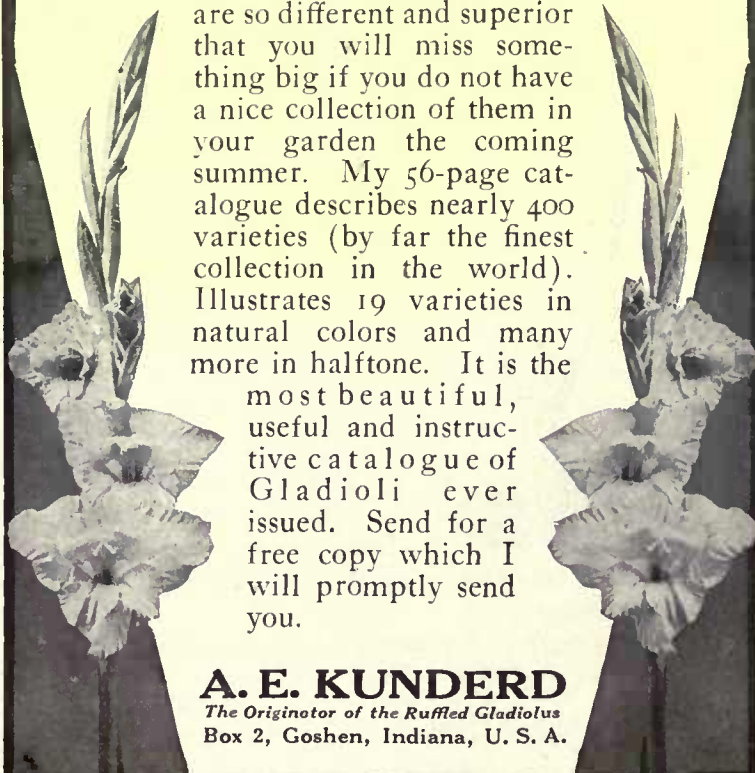 are so different and superior
that you will miss some-
thing big if you do not have
a nice collection of them in
your garden the coming
summer. My 56-page cat-
alogue describes nearly 400
varieties (by far the finest
collection in the world).
Illustrates 19 varieties in
natural colors and many
more in halftone. It is the
most beautiful,
useful and instruc-
tive catalogue of
Gladioli ever
issued. Send for a
free copy which I
will promptly send
you.
A. E. KUNDERD
The Originator of the Ruffled Gladiolus
Box 2, Goshen, Indiana, U. S. A.